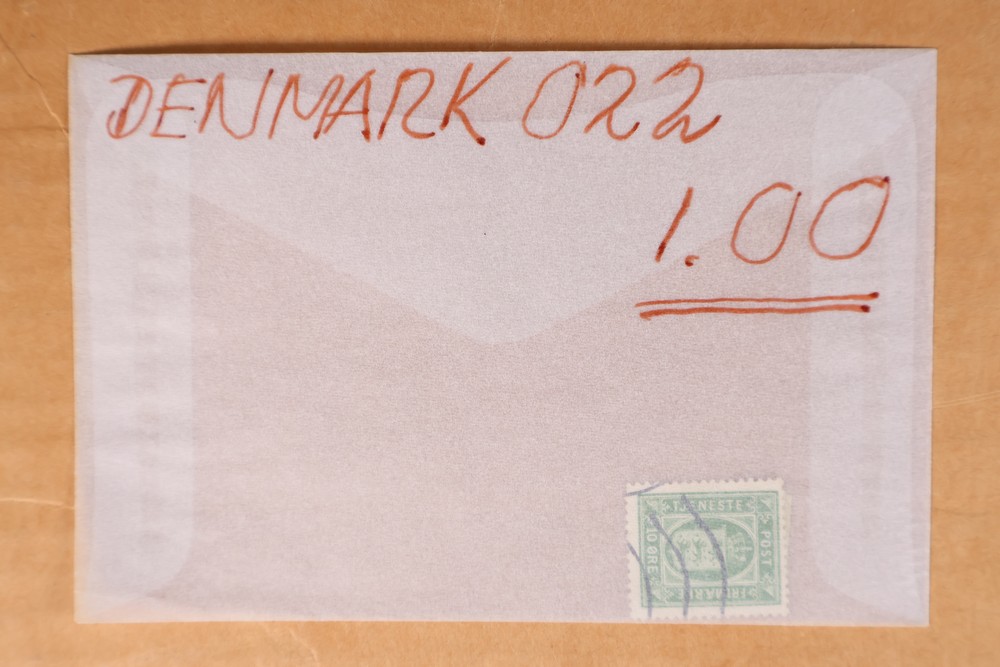 DENMARK O22
1.00
TJENESTE
POST
FRIMÆRKE
10 ØRE